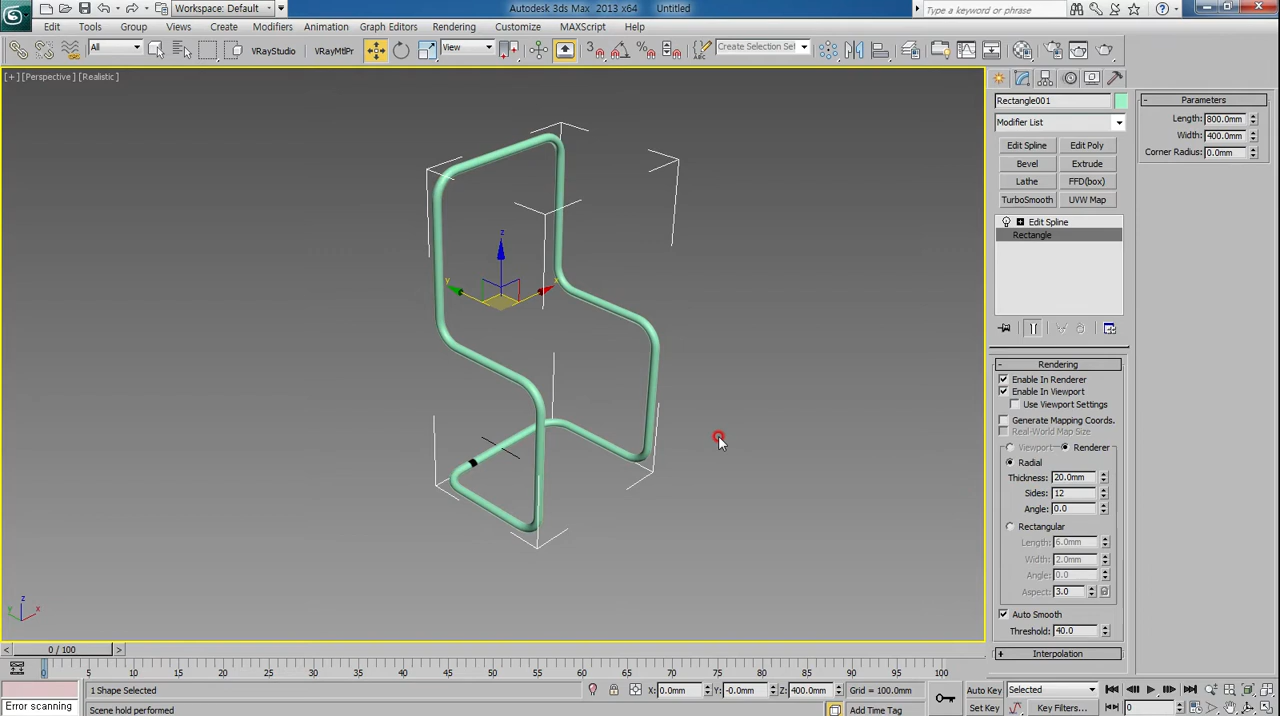 Workspace: Default
Autodesk 3ds Max 2013 x64 Untitled
Type a keyword or phrase
Edit Tools Group Views Create Modifiers Animation Graph Editors Rendering Customize MAXScript Help
All
VRayStudio
VRayMtlPr
View
Create Selection Set
[+] [Perspective] [Realistic]
Rectangle001
Modifier List
Edit Spline Edit Poly
Bevel Extrude
Lathe FFD(box)
TurboSmooth UVW Map
Edit Spline
Rectangle
Parameters
Length: 800.0mm
Width: 400.0mm
Corner Radius: 0.0mm
Rendering
Enable In Renderer
Enable In Viewport
Use Viewport Settings
Generate Mapping Coords.
Real-World Map Size
Viewport Renderer
Radial
Thickness: 20.0mm
Sides: 12
Angle: 0.0
Rectangular
Length: 6.0mm
Width: 2.0mm
Angle: 0.0
Aspect: 3.0
Auto Smooth
Threshold: 40.0
Interpolation
z
y
x
z
y
x
0 / 100
0 5 10 15 20 25 30 35 40 45 50 55 60 65 70 75 80 85 90 95 100
1 Shape Selected
X: 0.0mm Y: -0.0mm Z: 400.0mm Grid = 100.0mm
Auto Key Selected
Error scanning
Scene hold performed
Add Time Tag
Set Key Key Filters...
0